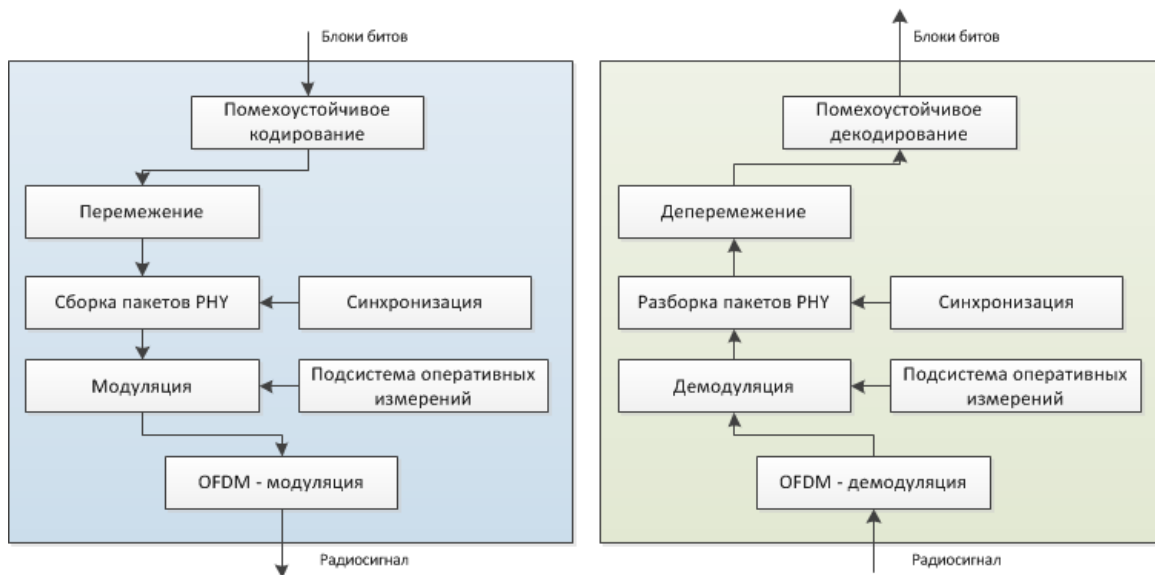 Блоки битов
Помехоустойчивое
кодирование
Перемежение
Сборка пакетов PHY
Синхронизация
Модуляция
Подсистема оперативных
измерений
OFDM - модуляция
Радиосигнал
Блоки битов
Помехоустойчивое
декодирование
Деперемежение
Разборка пакетов PHY
Синхронизация
Демодуляция
Подсистема оперативных
измерений
OFDM - демодуляция
Радиосигнал